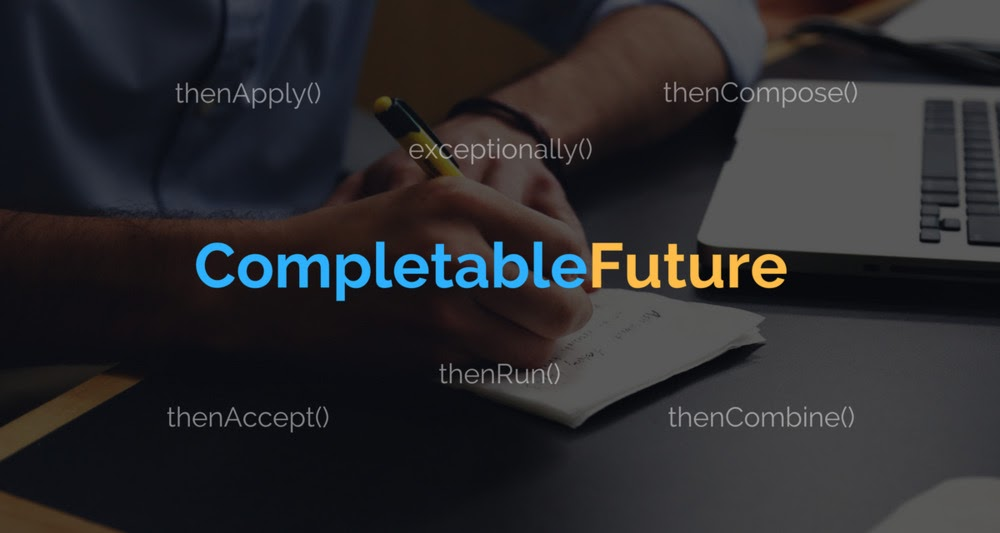 thenApply()
thenCompose()
exceptionally()
CompletableFuture
thenRun()
thenAccept()
thenCombine()